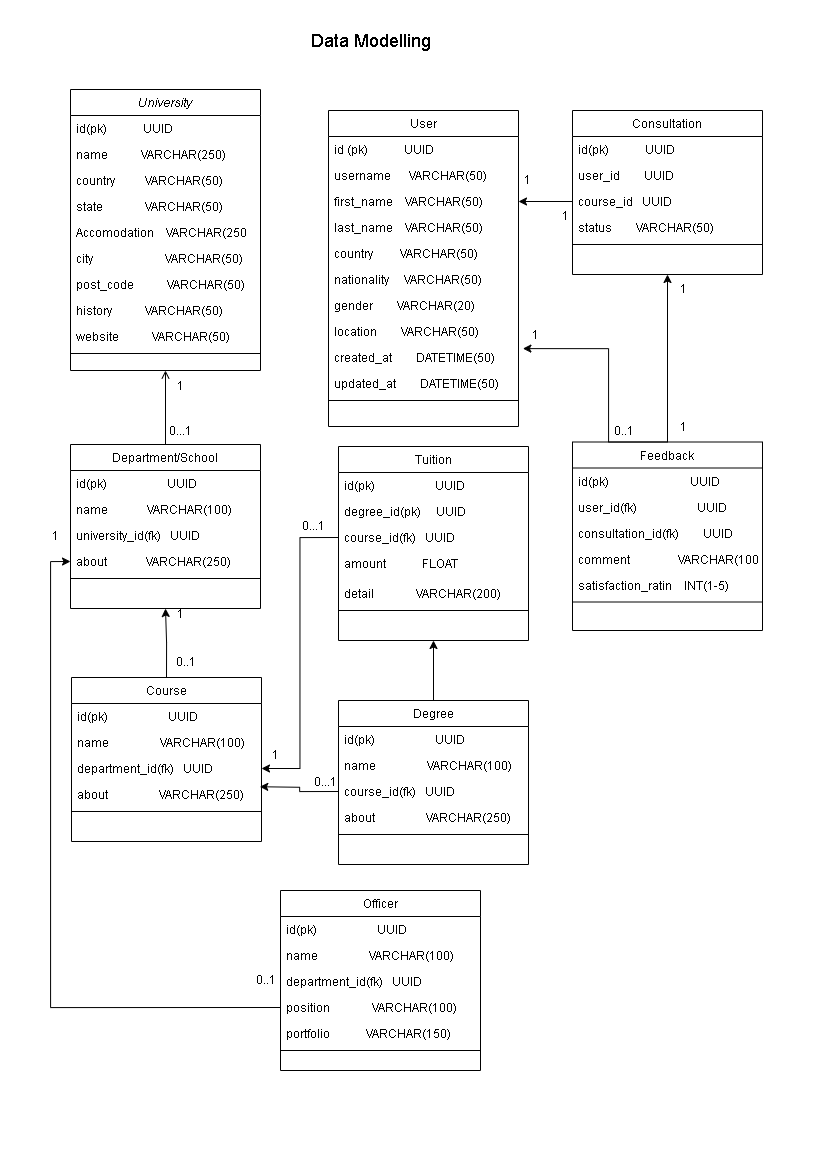 Data Modelling
University
id(pk) UUID
name VARCHAR(250)
country VARCHAR(50)
state VARCHAR(50)
Accomodation VARCHAR(250
city VARCHAR(50)
post_code VARCHAR(50)
history VARCHAR(50)
website VARCHAR(50)
1
0...1
User
id (pk) UUID
username VARCHAR(50)
first_name VARCHAR(50)
last_name VARCHAR(50)
country VARCHAR(50)
nationality VARCHAR(50)
gender VARCHAR(20)
location VARCHAR(50)
created_at DATETIME(50)
updated_at DATETIME(50)
1
1
1
Consultation
id(pk) UUID
user_id UUID
course_id UUID
status VARCHAR(50)
1
1
0..1
Department/School
id(pk) UUID
name VARCHAR(100)
university_id(fk) UUID
about VARCHAR(250)
1
1
0..1
Tuition
id(pk) UUID
degree_id(pk) UUID
course_id(fk) UUID
amount FLOAT
detail VARCHAR(200)
0...1
Feedback
id(pk) UUID
user_id(fk) UUID
consultation_id(fk) UUID
comment VARCHAR(100
satisfaction_ratin INT(1-5)
Course
id(pk) UUID
name VARCHAR(100)
department_id(fk) UUID
about VARCHAR(250)
1
0...1
Degree
id(pk) UUID
name VARCHAR(100)
course_id(fk) UUID
about VARCHAR(250)
Officer
id(pk) UUID
name VARCHAR(100)
department_id(fk) UUID
position VARCHAR(100)
portfolio VARCHAR(150)
0..1